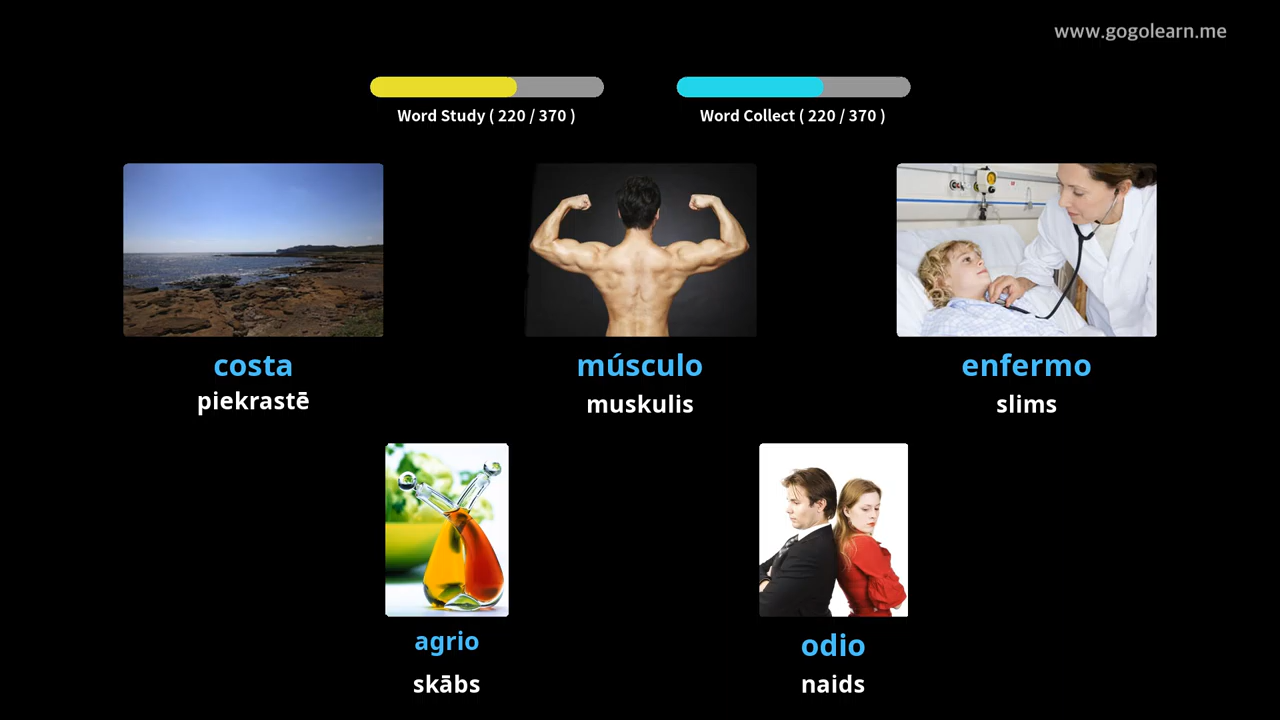 www.gogolearn.me
Word Study ( 220 / 370 )
Word Collect ( 220 / 370 )
costa
piekrastē
músculo
muskulis
enfermo
slims
agrio
skābs
odio
naids